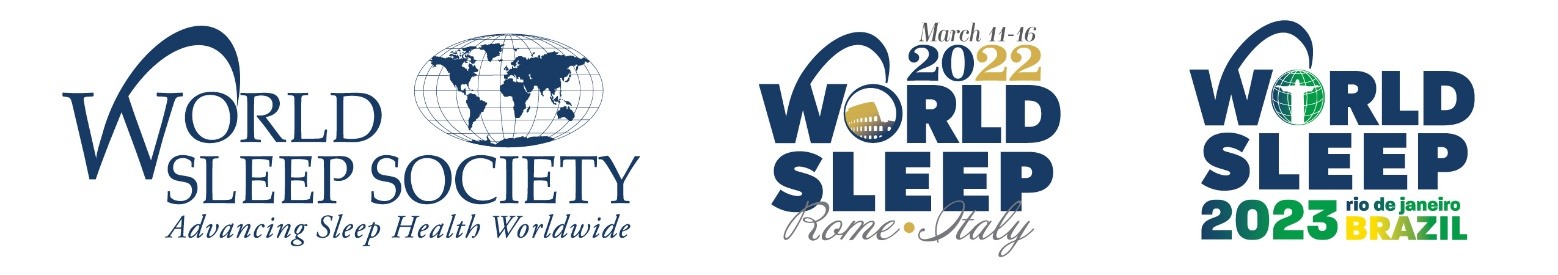 WORLD
SLEEP SOCIETY
Advancing Sleep Health Worldwide
March 11-16
2022
WORLD
SLEEP
Rome • Italy
WORLD
SLEEP
2023 rio de janeiro
BRAZIL